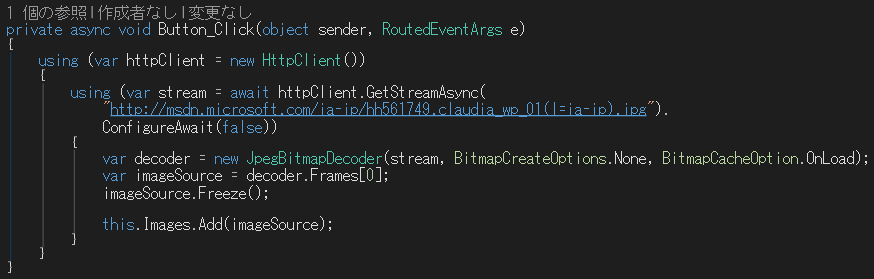 1 個の参照|作成者なし|変更なし
private async void Button_Click(object sender, RoutedEventArgs e)
{
using (var httpClient = new HttpClient())
{
using (var stream = await httpClient.GetStreamAsync(
"http://msdn.microsoft.com/ja-jp/hh561749.claudia_wp_01(l=ja-jp).jpg").
ConfigureAwait(false))
{
var decoder = new JpegBitmapDecoder(stream, BitmapCreateOptions.None, BitmapCacheOption.OnLoad);
var imageSource = decoder.Frames[0];
imageSource.Freeze();
this.Images.Add(imageSource);
}
}
}